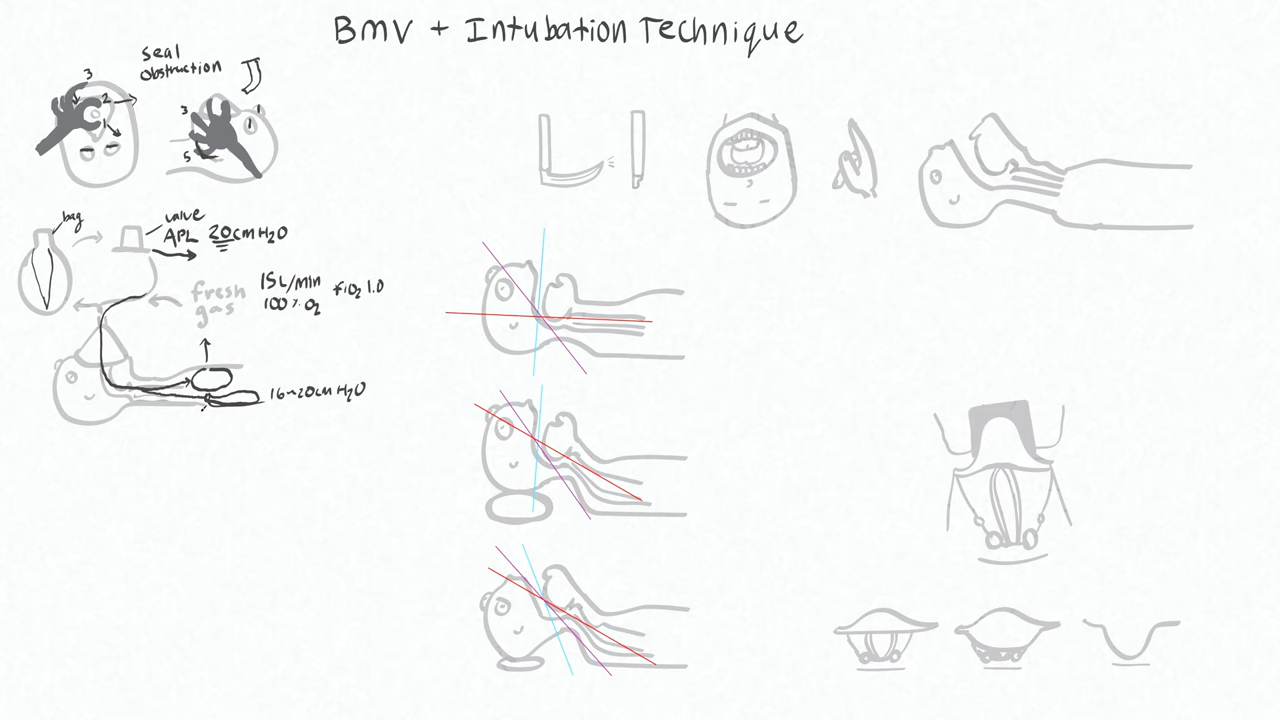 BMV + Intubation Technique
seal
obstruction
3
2
1
3
1
5
bag
valve
APL 20cmH2O
fresh
gas
15L/min
100% O2
FiO2 1.0
16-20cmH2O